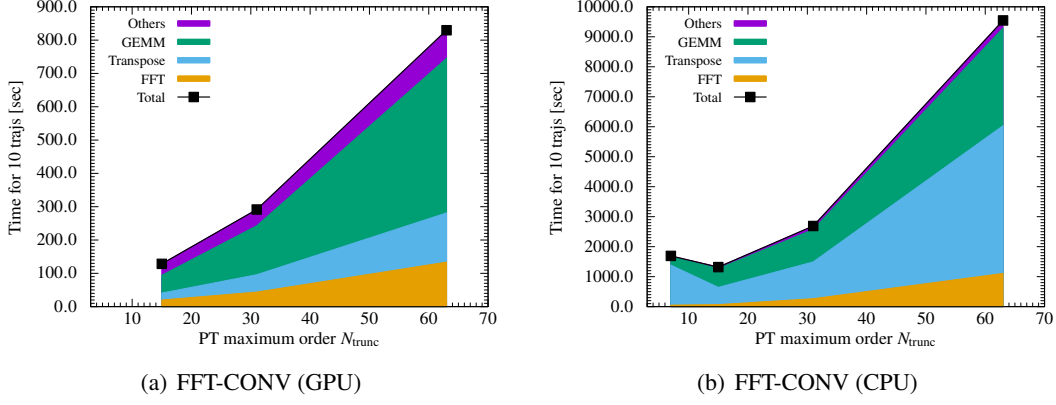 900.0
800.0
700.0
600.0
500.0
400.0
300.0
200.0
100.0
0.0
Time for 10 trajs [sec]
Others
GEMM
Transpose
FFT
Total
10 20 30 40 50 60 70
PT maximum order N_trunc
(a) FFT-CONV (GPU)
10000.0
9000.0
8000.0
7000.0
6000.0
5000.0
4000.0
3000.0
2000.0
1000.0
0.0
Time for 10 trajs [sec]
Others
GEMM
Transpose
FFT
Total
10 20 30 40 50 60 70
PT maximum order N_trunc
(b) FFT-CONV (CPU)